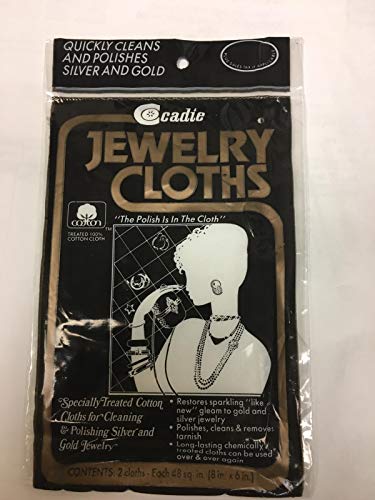 QUICKLY CLEANS
AND POLISHES
SILVER AND GOLD
Cadie
JEWELRY
CLOTHS
cotton TM
TREATED 100%
COTTON CLOTH
"The Polish Is In The Cloth"
Specially Treated Cotton
Cloths for Cleaning
& Polishing Silver and
Gold Jewelry
• Restores sparkling "like
new" gleam to gold and
silver jewelry
• Polishes, cleans & removes
tarnish
• Long-lasting chemically
treated cloths can be used
over & over again
CONTENTS: 2 cloths - Each 48 sq. in. (8 in. x 6 in.)